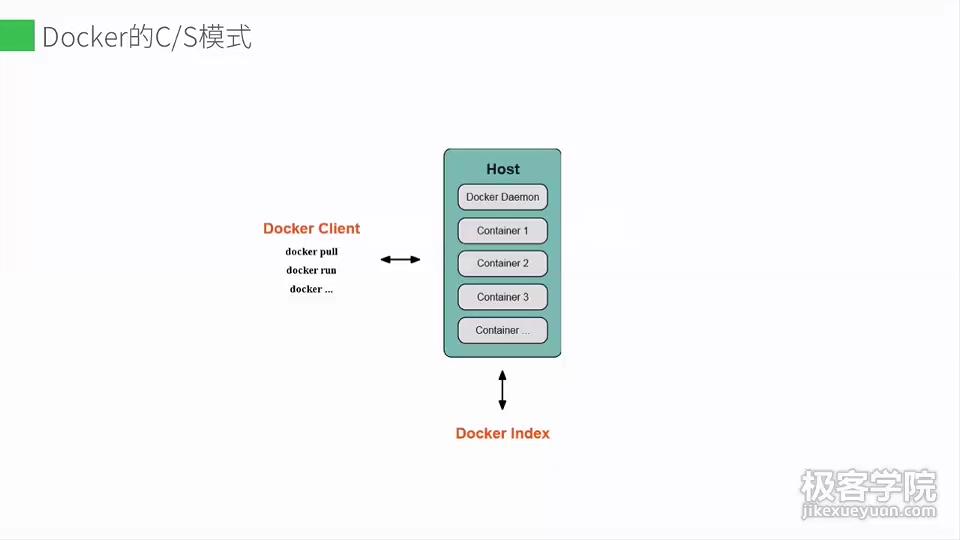 Docker的C/S模式
Host
Docker Daemon
Container 1
Container 2
Container 3
Container ...
Docker Client
docker pull
docker run
docker ...
Docker Index
极客学院
jikexueyuan.com